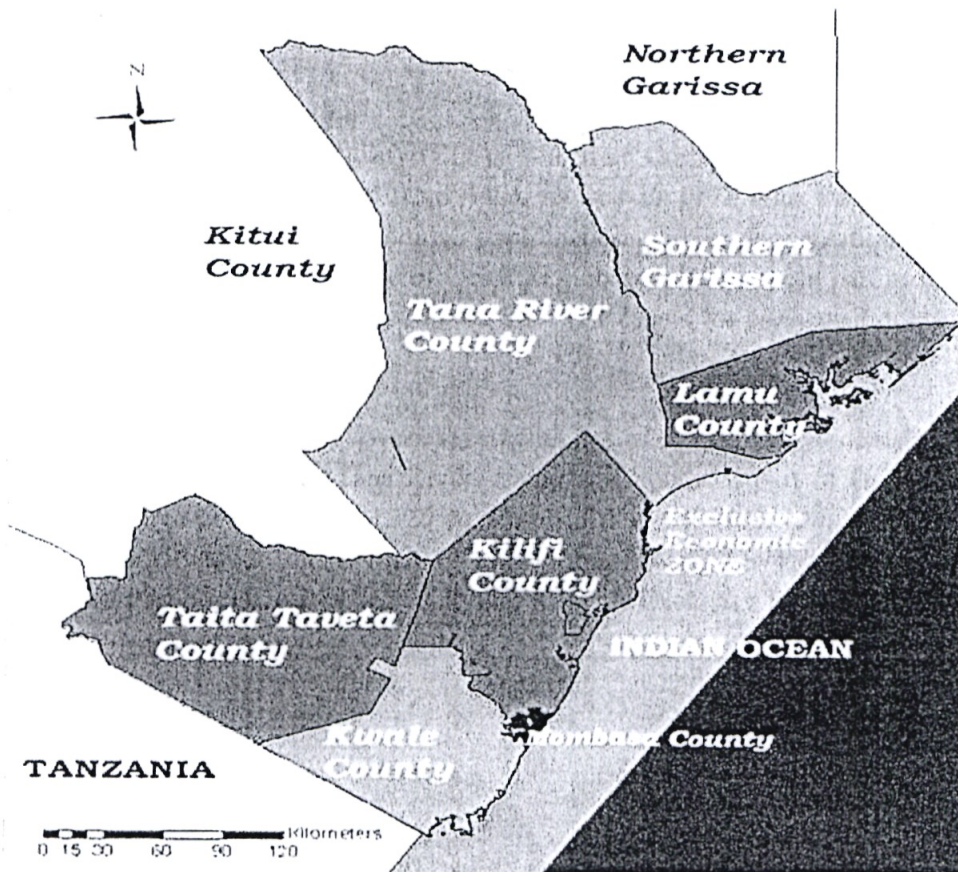 Northern
Garissa
N
Kitui
County
Southern
Garissa
Tana River
County
Lamu
County
Exclusive
Economic
ZONE
Kilifi
County
Taita Taveta
County
INDIAN OCEAN
Kwale
County
Mombasa County
TANZANIA
Kilometers
0 15 30 60 90 120